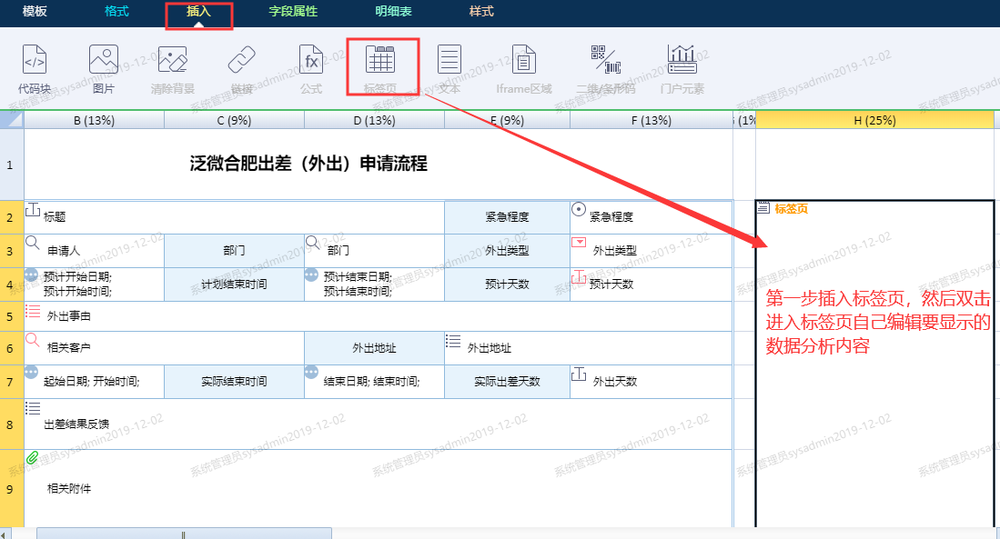 模板 格式 插入 字段属性 明细表 样式
代码块 图片 清除背景 链接 公式 标签页 文本 Iframe区域 二维/条形码 门户元素
B (13%) C (9%) D (13%) E (9%) F (13%) (1% H (25%)
1 泛微合肥出差（外出）申请流程
2 标题 紧急程度 紧急程度 标签页
3 申请人 部门 部门 外出类型 外出类型
4 预计开始日期; 计划结束时间 预计结束日期; 预计天数 预计天数
预计开始时间; 预计结束时间;
第一步插入标签页，然后双击
进入标签页自己编辑要显示的
数据分析内容
5 外出事由
6 相关客户 外出地址 外出地址
7 起始日期; 开始时间; 实际结束时间 结束日期; 结束时间; 实际出差天数 外出天数
8 出差结果反馈
9 相关附件
系统管理员sysadmin2019-12-02